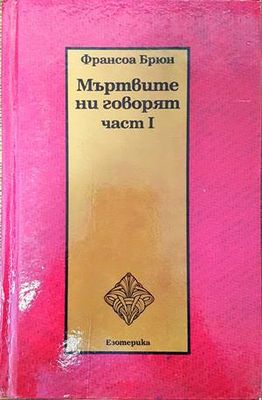 Франсоа Брюн
Мъртвите
ни говорят
част I
Езотерика